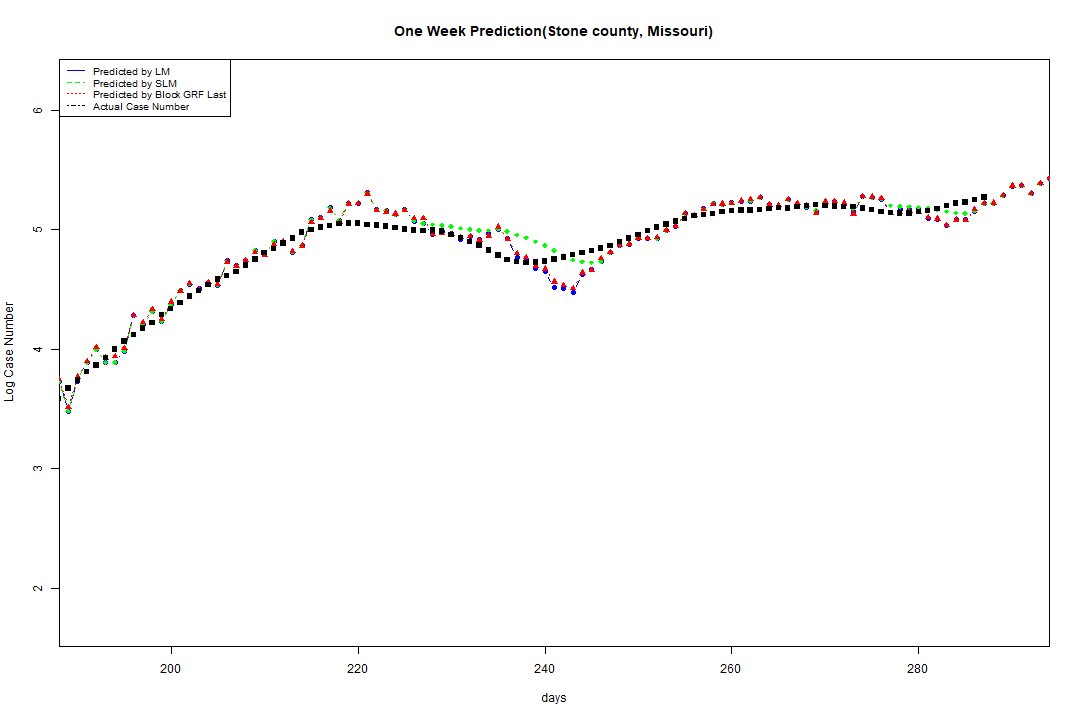 One Week Prediction(Stone county, Missouri)
Predicted by LM
Predicted by SLM
Predicted by Block GRF Last
Actual Case Number
6
5
4
3
2
Log Case Number
200 220 240 260 280
days